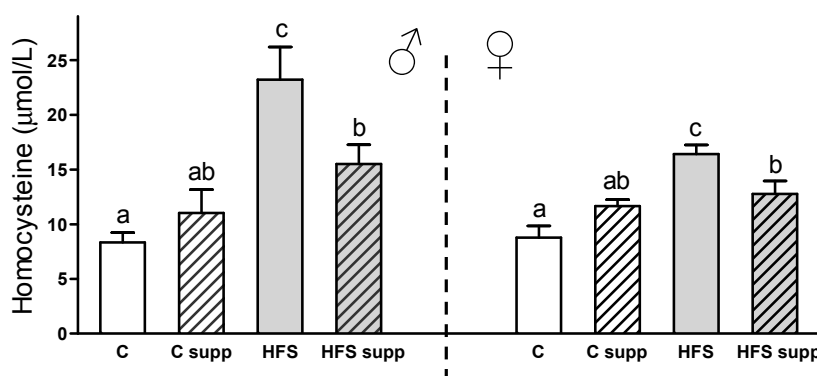 Homocysteine (µmol/L)
25
20
15
10
5
0
♂
♀
c
b
ab
a
c
b
ab
a
C
C supp
HFS
HFS supp
C
C supp
HFS
HFS supp